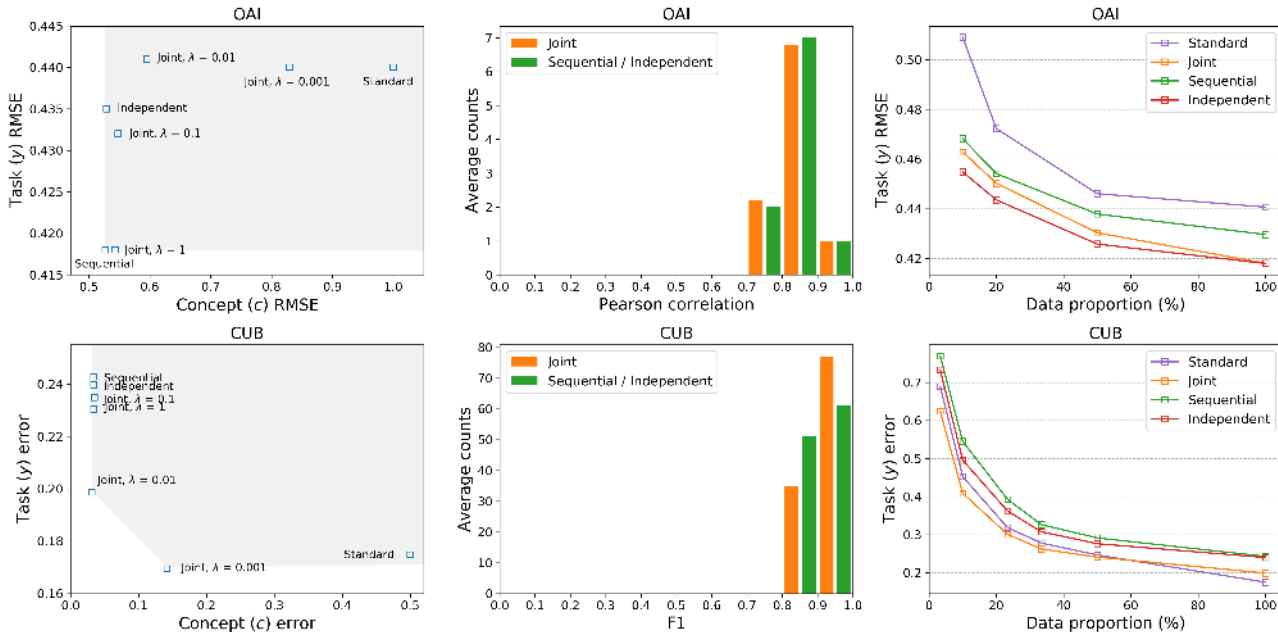 OAI
0.445
0.440
0.435
0.430
0.425
0.420
0.415
Task (y) RMSE
Joint, λ − 0.01
Joint, λ − 0.001
Standard
Independent
Joint, λ − 0.1
Joint, λ − 1
Sequential
0.5 0.6 0.7 0.8 0.9 1.0
Concept (c) RMSE
OAI
7
6
5
4
3
2
1
0
Average counts
Joint
Sequential / Independent
0.0 0.1 0.2 0.3 0.4 0.5 0.6 0.7 0.8 0.9 1.0
Pearson correlation
OAI
0.50
0.48
0.46
0.44
0.42
Task (y) RMSE
Standard
Joint
Sequential
Independent
0 20 40 60 80 100
Data proportion (%)
CUB
0.24
0.22
0.20
0.18
0.16
Task (y) error
Sequential
Independent
Joint, λ = 0.1
Joint, λ = 1
Joint, λ = 0.01
Standard
Joint, λ = 0.001
0.0 0.1 0.2 0.3 0.4 0.5
Concept (c) error
CUB
80
70
60
50
40
30
20
10
0
Average counts
Joint
Sequential / Independent
0.0 0.1 0.2 0.3 0.4 0.5 0.6 0.7 0.8 0.9 1.0
F1
CUB
0.7
0.6
0.5
0.4
0.3
0.2
Task (y) error
Standard
Joint
Sequential
Independent
0 20 40 60 80 100
Data proportion (%)